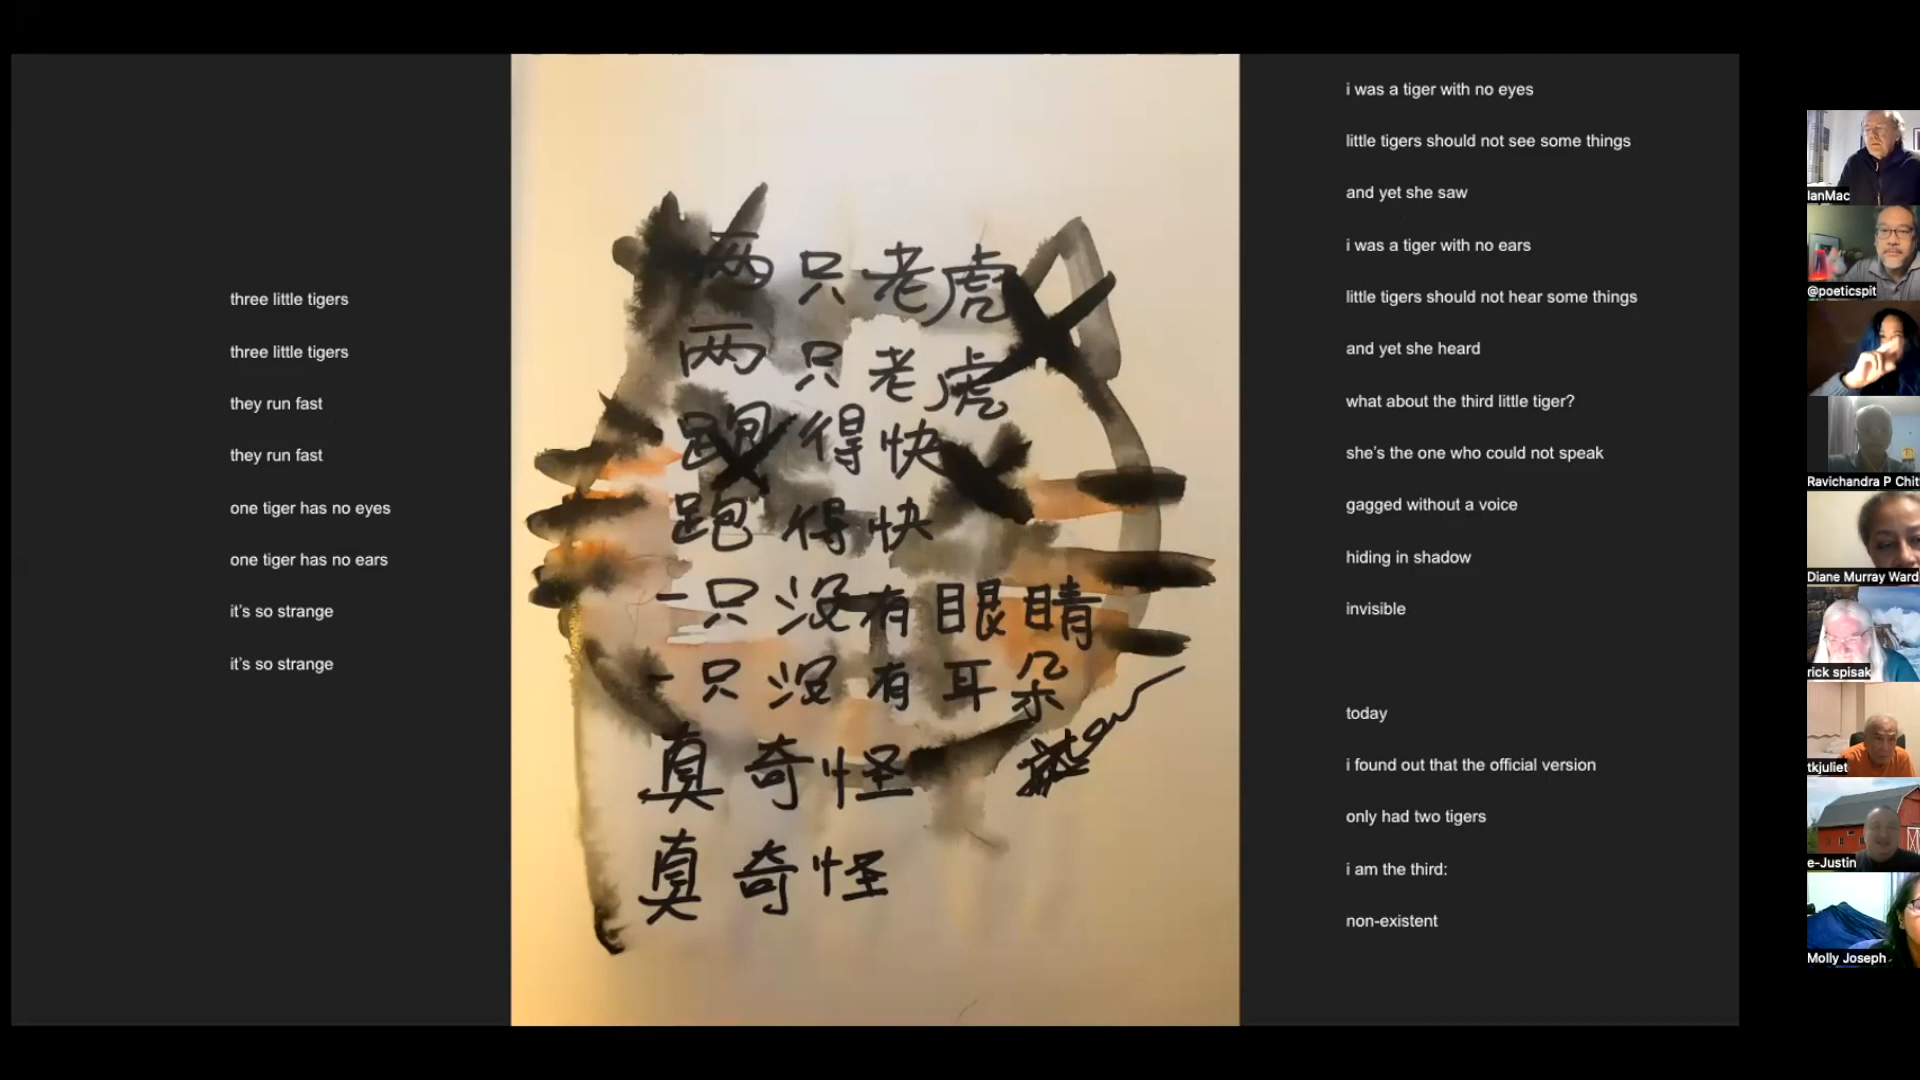 three little tigers
three little tigers
they run fast
they run fast
one tiger has no eyes
one tiger has no ears
it's so strange
it's so strange
两只老虎
两只老虎
跑得快
跑得快
一只没有眼睛
一只没有耳朵
真奇怪
真奇怪
i was a tiger with no eyes
little tigers should not see some things
and yet she saw
i was a tiger with no ears
little tigers should not hear some things
and yet she heard
what about the third little tiger?
she's the one who could not speak
gagged without a voice
hiding in shadow
invisible
today
i found out that the official version
only had two tigers
i am the third:
non-existent
IanMac
@poeticspit
Ravichandra P Chit
Diane Murray Ward
rick spisak
tkjuliet
e-Justin
Molly Joseph